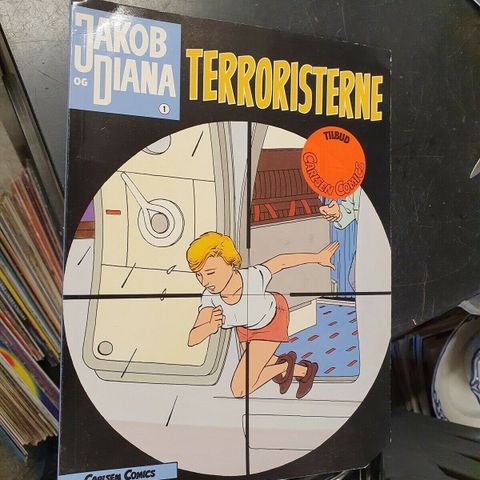 JAKOB
OG DIANA
1
TERRORISTERNE
TILBUD
CARLSEN COMICS
CARLSEN COMICS